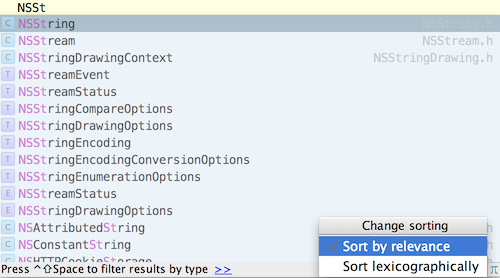 NSSt
C NSString NSString.h
C NSStream NSStream.h
C NSStringDrawingContext NSStringDrawing.h
T NSStreamEvent
T NSStreamStatus
T NSStringCompareOptions
T NSStringDrawingOptions
T NSStringEncoding
T NSStringEncodingConversionOptions
T NSStringEnumerationOptions
E NSStreamStatus
E NSStringDrawingOptions
C NSAttributedString
C NSConstantString
C NSHTTPCookieStorage
Change sorting
Sort by relevance
Sort lexicographically
Press ^⇧Space to filter results by type >> π